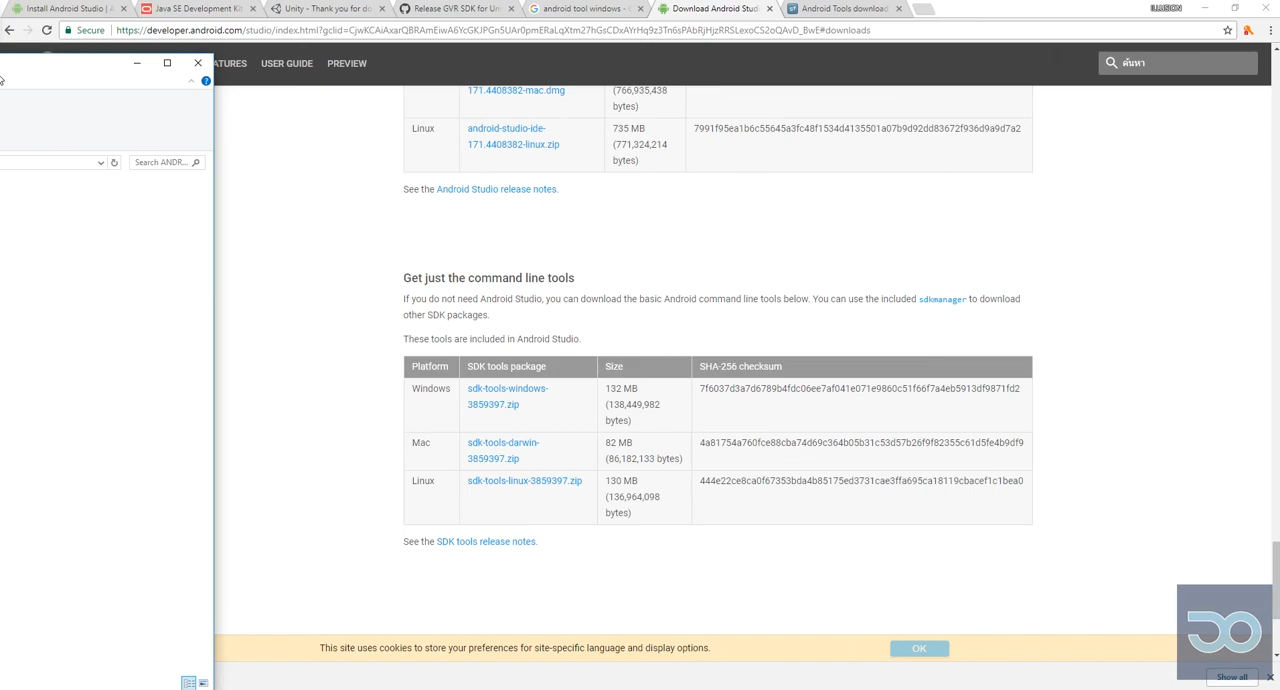 Install Android Studio | A
Java SE Development Kit
Unity - Thank you for do
Release GVR SDK for Uni
android tool windows - G
Download Android Studi
Android Tools download
ILLUSION
Secure
https://developer.android.com/studio/index.html?gclid=CjwKCAiAxarQBRAmEiwA6YcGKJPGn5UAr0pmERaLqXtm27hGsCDxAYrHq9z3Tn6sPAbRjHjzRRSLexoCS2oQAvD_BwE#downloads
ATURES
USER GUIDE
PREVIEW
ค้นหา
Search ANDR...
171.4408382-mac.dmg
(766,935,438
bytes)
Linux
android-studio-ide-
171.4408382-linux.zip
735 MB
(771,324,214
bytes)
7991f95ea1b6c55645a3fc48f1534d4135501a07b9d92dd83672f936d9a9d7a2
See the Android Studio release notes.
Get just the command line tools
If you do not need Android Studio, you can download the basic Android command line tools below. You can use the included sdkmanager to download
other SDK packages.
These tools are included in Android Studio.
Platform
SDK tools package
Size
SHA-256 checksum
Windows
sdk-tools-windows-
3859397.zip
132 MB
(138,449,982
bytes)
7f6037d3a7d6789b4fdc06ee7af041e071e9860c51f66f7a4eb5913df9871fd2
Mac
sdk-tools-darwin-
3859397.zip
82 MB
(86,182,133 bytes)
4a81754a760fce88cba74d69c364b05b31c53d57b26f9f82355c61d5fe4b9df9
Linux
sdk-tools-linux-3859397.zip
130 MB
(136,964,098
bytes)
444e22ce8ca0f67353bda4b85175ed3731cae3ffa695ca18119cbacef1c1bea0
See the SDK tools release notes.
This site uses cookies to store your preferences for site-specific language and display options.
OK
Show all